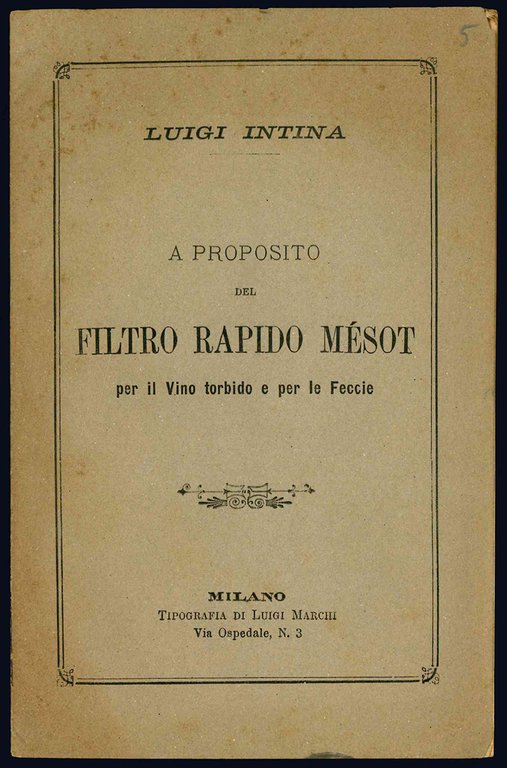 5
LUIGI INTINA
A PROPOSITO
DEL
FILTRO RAPIDO MÉSOT
per il Vino torbido e per le Feccie
MILANO
TIPOGRAFIA DI LUIGI MARCHI
Via Ospedale, N. 3